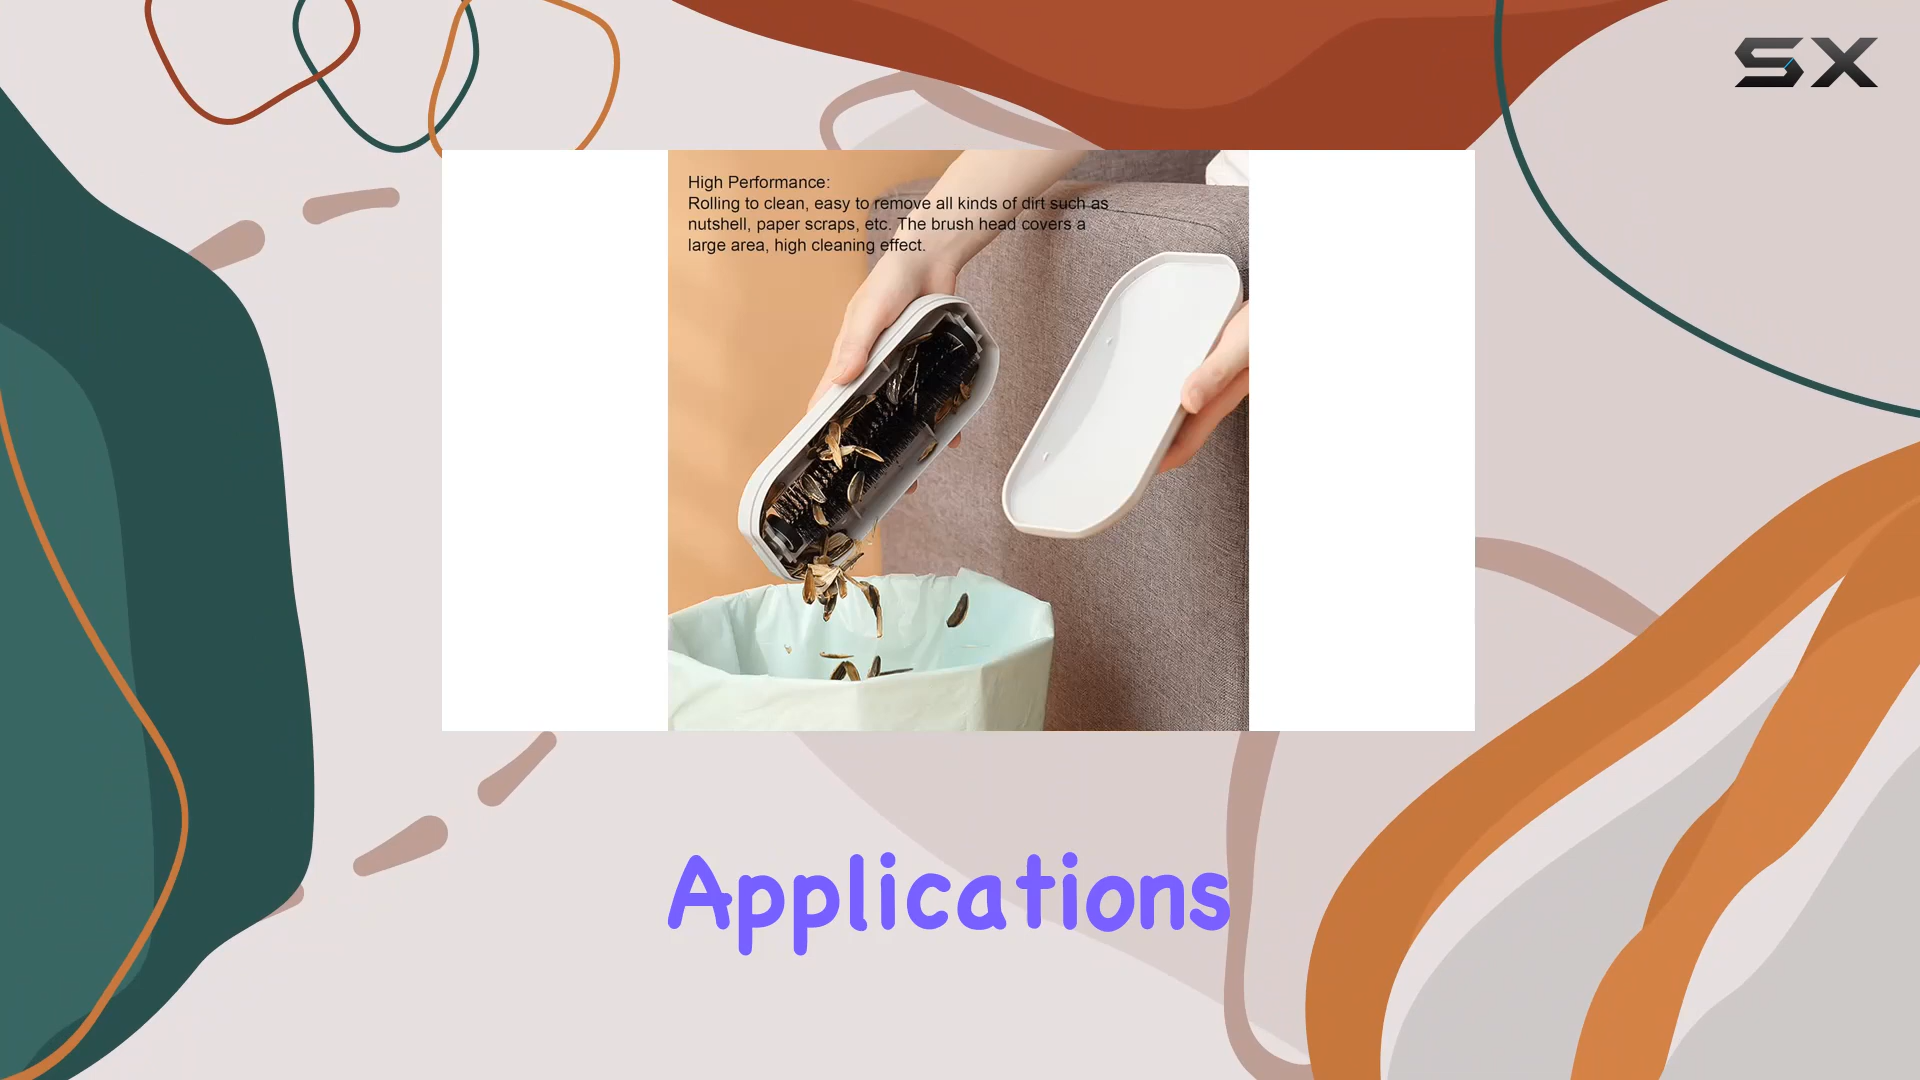 SX
High Performance:
Rolling to clean, easy to remove all kinds of dirt such as
nutshell, paper scraps, etc. The brush head covers a
large area, high cleaning effect.
Applications